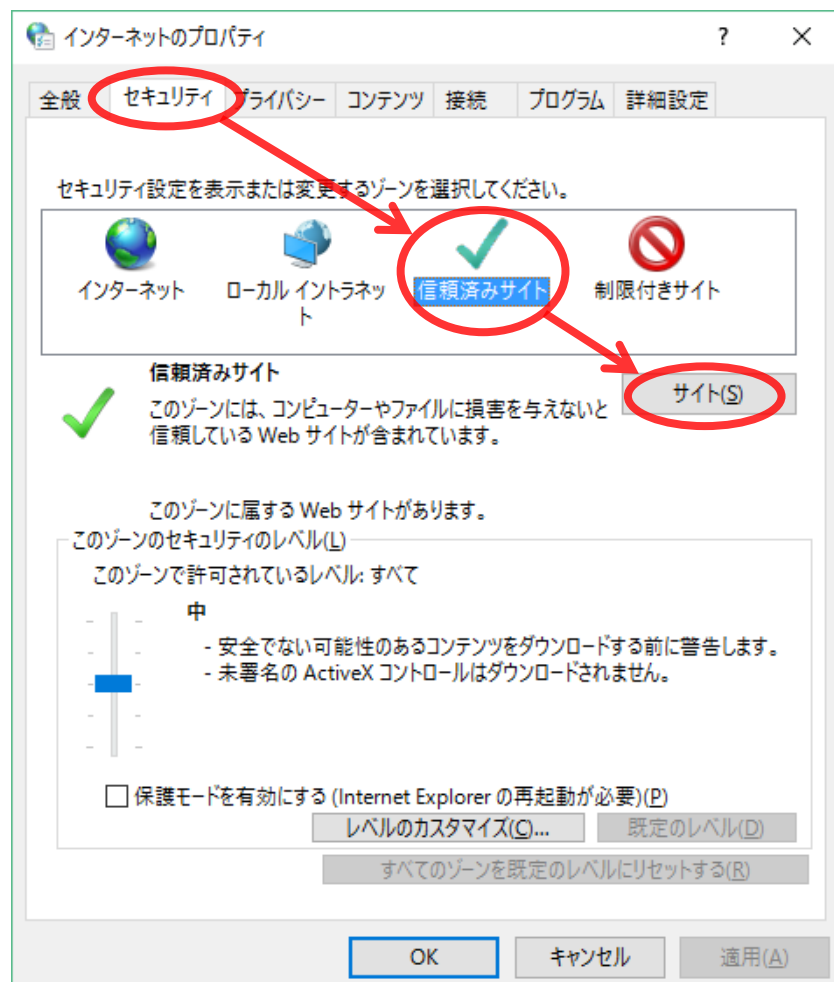 インターネットのプロパティ
?
全般 セキュリティ プライバシー コンテンツ 接続 プログラム 詳細設定
セキュリティ設定を表示または変更するゾーンを選択してください。
インターネット
ローカル イントラネッ
ト
信頼済みサイト
制限付きサイト
信頼済みサイト
サイト(S)
このゾーンには、コンピューターやファイルに損害を与えないと
信頼している Web サイトが含まれています。
このゾーンに属する Web サイトがあります。
このゾーンのセキュリティのレベル(L)
このゾーンで許可されているレベル: すべて
中
- 安全でない可能性のあるコンテンツをダウンロードする前に警告します。
- 未署名の ActiveX コントロールはダウンロードされません。
保護モードを有効にする (Internet Explorer の再起動が必要)(P)
レベルのカスタマイズ(C)... 既定のレベル(D)
すべてのゾーンを既定のレベルにリセットする(R)
OK キャンセル 適用(A)